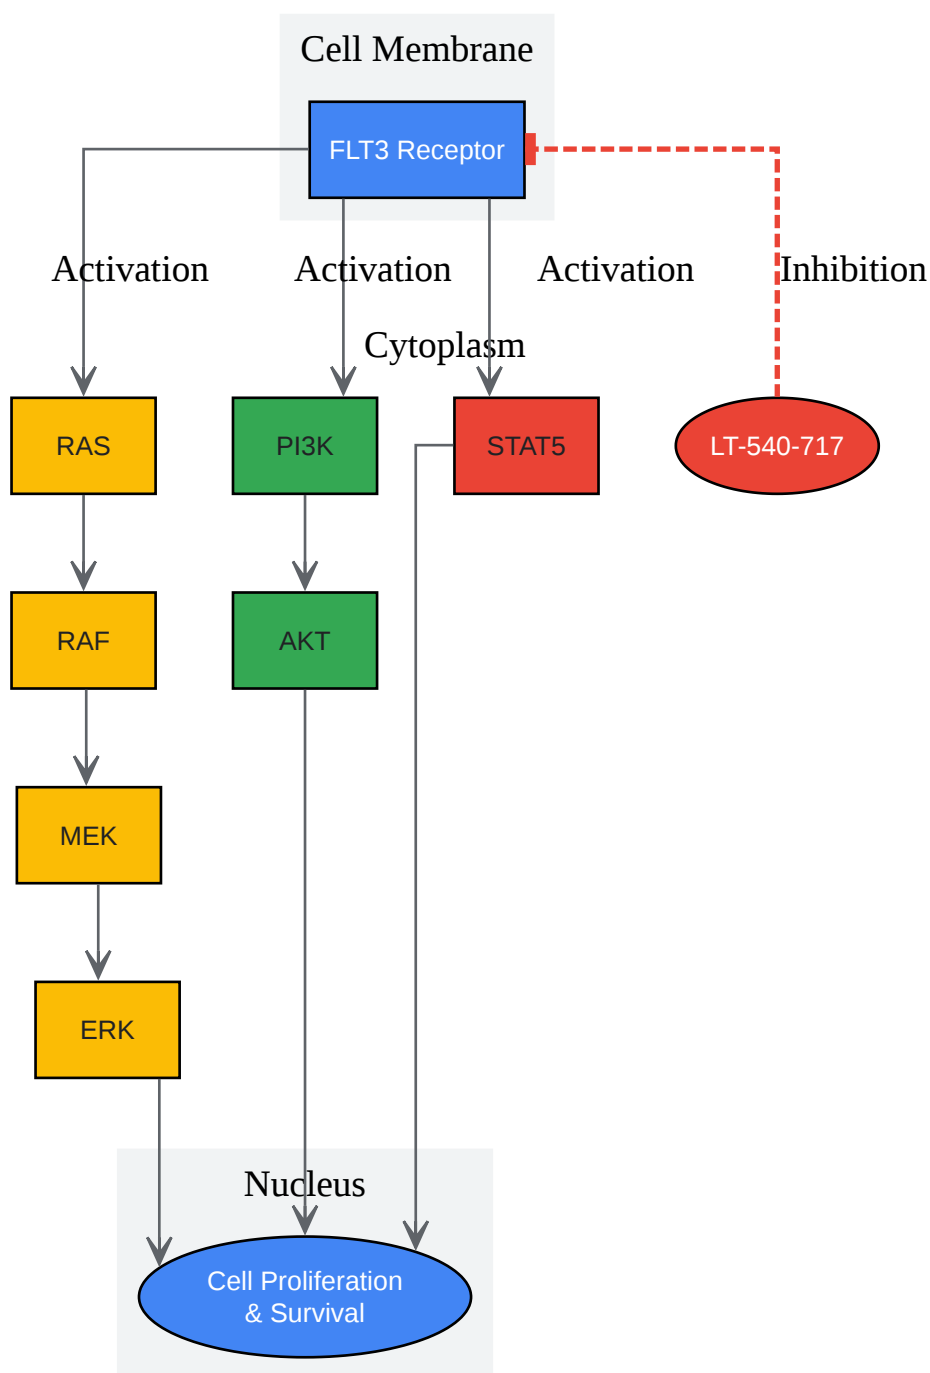 Cell Membrane
FLT3 Receptor
Activation
Activation
Activation
Inhibition
Cytoplasm
RAS
PI3K
STAT5
LT-540-717
RAF
AKT
MEK
ERK
Nucleus
Cell Proliferation
& Survival